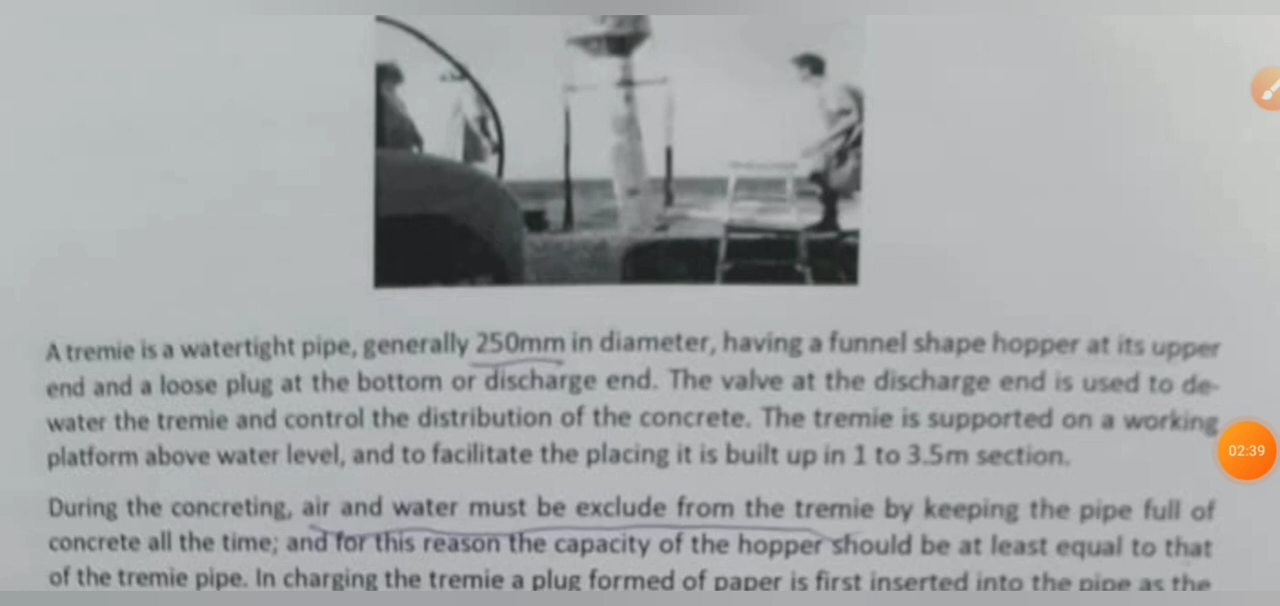 A tremie is a watertight pipe, generally 250mm in diameter, having a funnel shape hopper at its upper
end and a loose plug at the bottom or discharge end. The valve at the discharge end is used to de-
water the tremie and control the distribution of the concrete. The tremie is supported on a working
platform above water level, and to facilitate the placing it is built up in 1 to 3.5m section.
During the concreting, air and water must be exclude from the tremie by keeping the pipe full of
concrete all the time; and for this reason the capacity of the hopper should be at least equal to that
of the tremie pipe. In charging the tremie a plug formed of paper is first inserted into the pipe as the
02:39